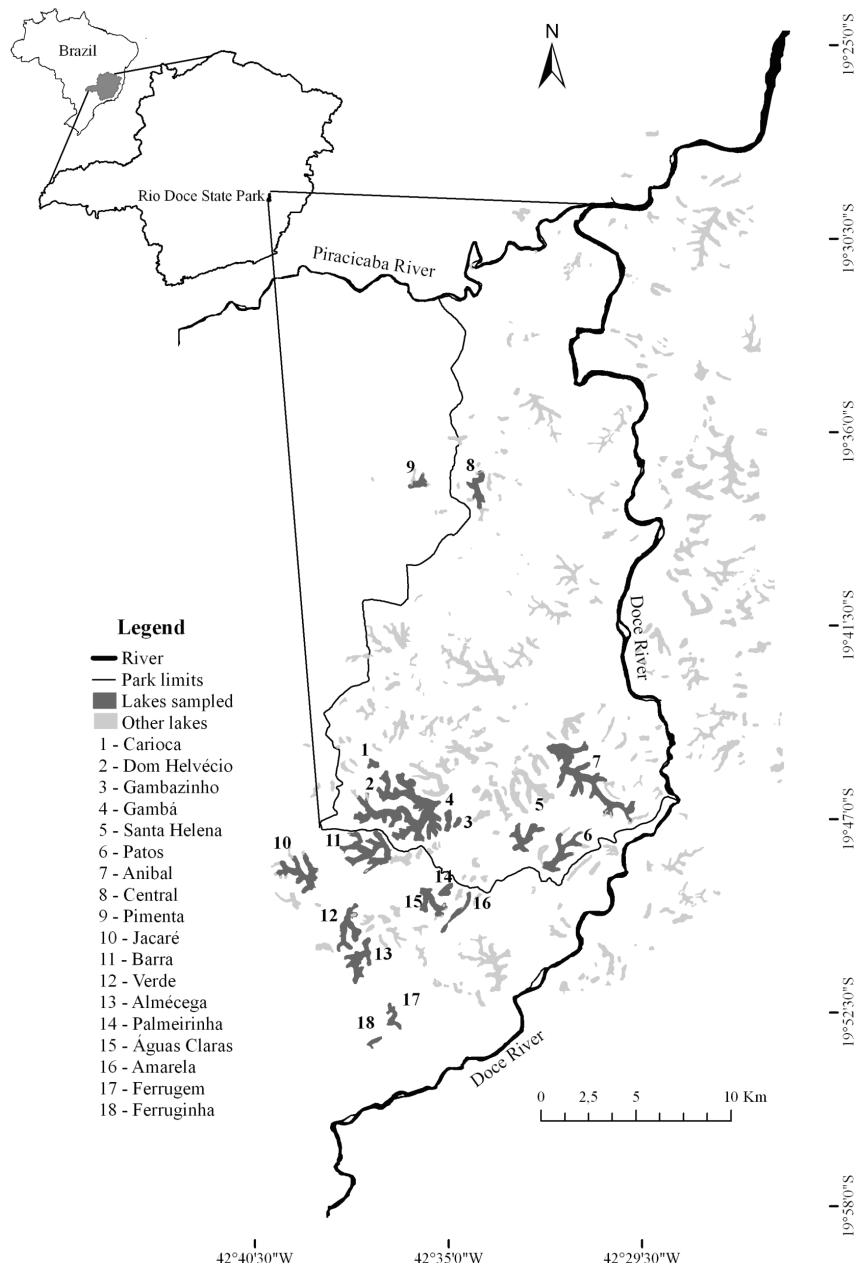 Brazil
N
19°25'0"S
Rio Doce State Park
19°30'30"S
Piracicaba River
19°36'0"S
9
8
19°41'30"S
Doce River
Legend
River
Park limits
Lakes sampled
Other lakes
1 - Carioca
2 - Dom Helvécio
3 - Gambazinho
4 - Gambá
5 - Santa Helena
6 - Patos
7 - Anibal
8 - Central
9 - Pimenta
10 - Jacaré
11 - Barra
12 - Verde
13 - Almécega
14 - Palmeirinha
15 - Águas Claras
16 - Amarela
17 - Ferrugem
18 - Ferruginha
1
2
7
4
5
3
19°47'0"S
6
10
11
14
15
16
12
13
17
18
19°52'30"S
Doce River
0 2,5 5 10 Km
19°58'0"S
42°40'30"W
42°35'0"W
42°29'30"W